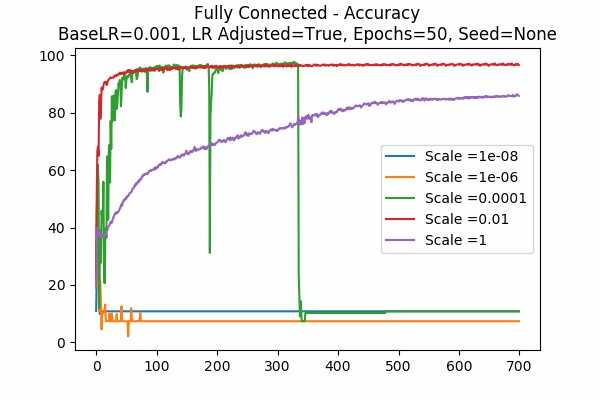 Fully Connected - Accuracy
BaseLR=0.001, LR Adjusted=True, Epochs=50, Seed=None
100
80
60
40
20
0
Scale =1e-08
Scale =1e-06
Scale =0.0001
Scale =0.01
Scale =1
0 100 200 300 400 500 600 700